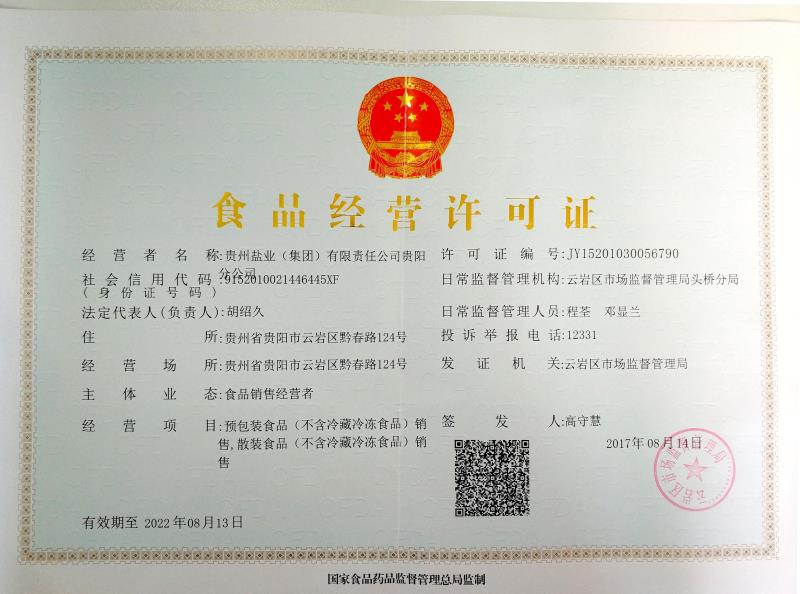 食品经营许可证
经营者名称:贵州盐业（集团）有限责任公司贵阳
分公司
社会信用代码:9152010021446445XF
(身份证号码)
法定代表人(负责人):胡绍久
住所:贵州省贵阳市云岩区黔春路124号
经营场所:贵州省贵阳市云岩区黔春路124号
主体业态:食品销售经营者
经营项目:预包装食品（不含冷藏冷冻食品）销
售,散装食品（不含冷藏冷冻食品）销
售
有效期至 2022年08月13日
许可证编号:JY15201030056790
日常监督管理机构:云岩区市场监督管理局头桥分局
日常监督管理人员:程荃 邓显兰
投诉举报电话:12331
发证机关:云岩区市场监督管理局
签发人:高守慧
2017年08月14日
云岩区市场监督管理局
国家食品药品监督管理总局监制